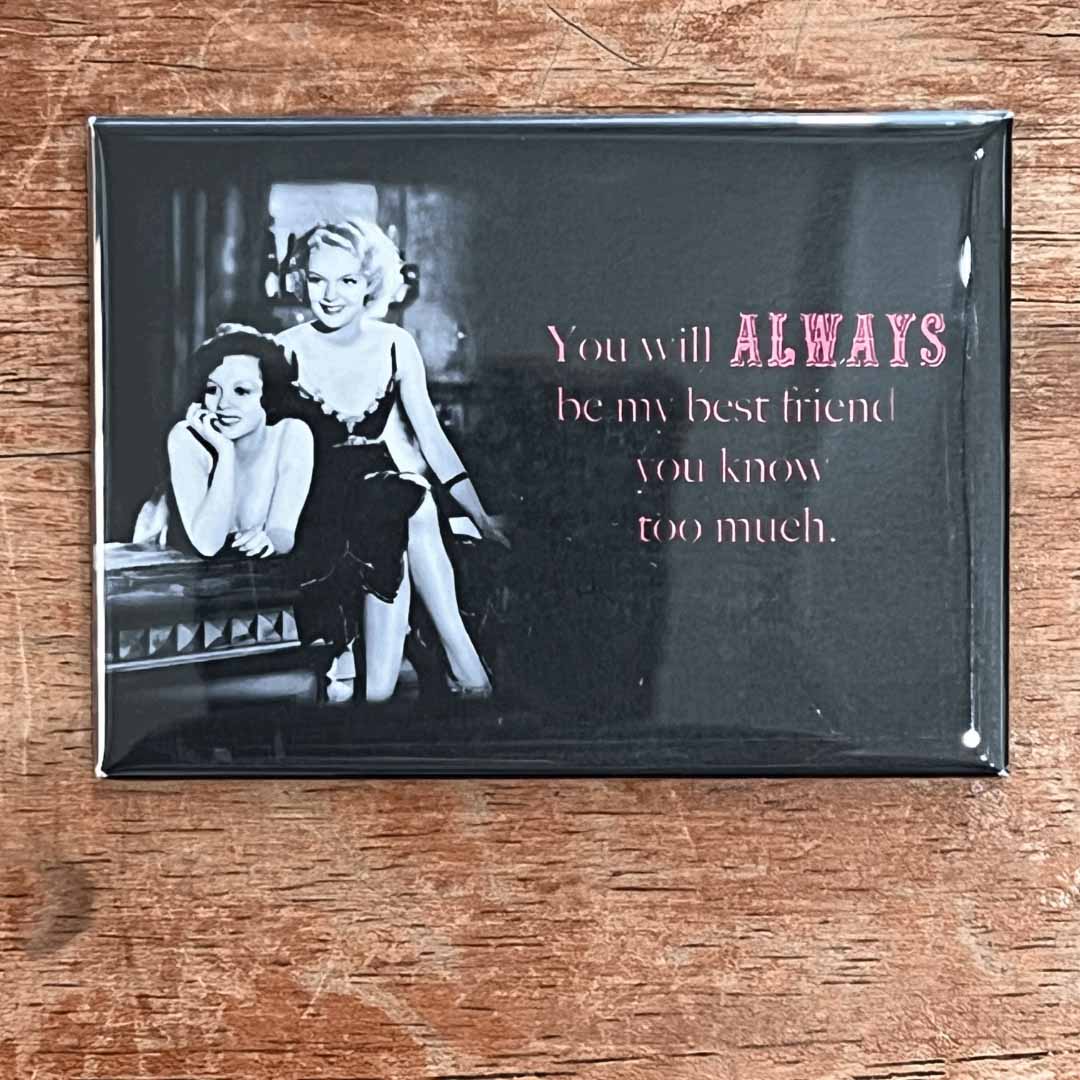 You will ALWAYS
be my best friend
you know
too much.